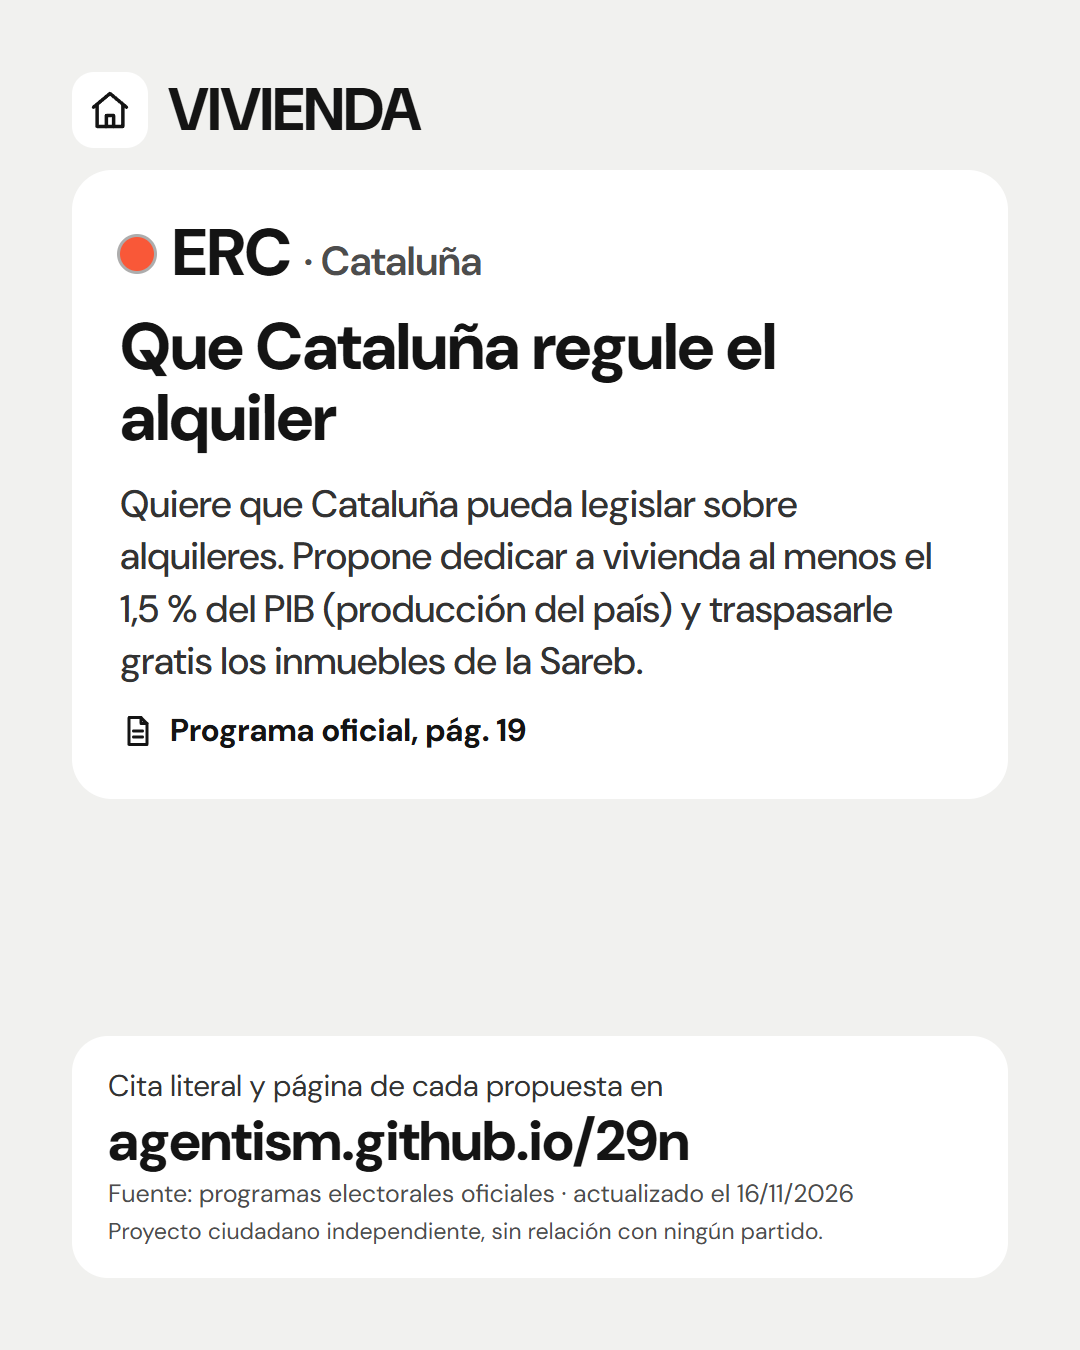 VIVIENDA
ERC · Cataluña
Que Cataluña regule el
alquiler
Quiere que Cataluña pueda legislar sobre
alquileres. Propone dedicar a vivienda al menos el
1,5 % del PIB (producción del país) y traspasarle
gratis los inmuebles de la Sareb.
Programa oficial, pág. 19
Cita literal y página de cada propuesta en
agentism.github.io/29n
Fuente: programas electorales oficiales · actualizado el 16/11/2026
Proyecto ciudadano independiente, sin relación con ningún partido.